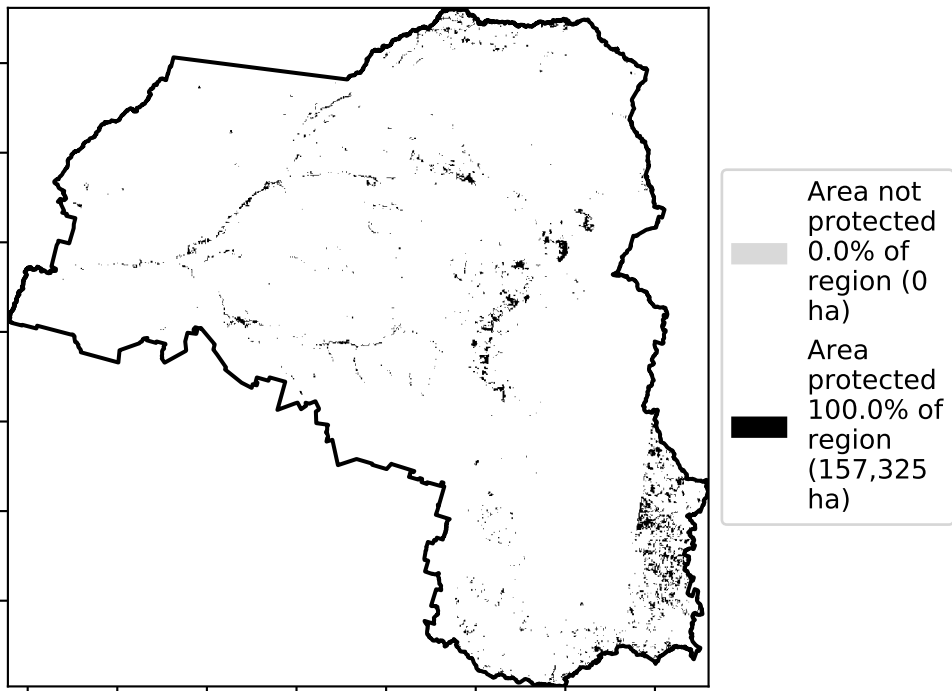 Area not
protected
0.0% of
region (0
ha)
Area
protected
100.0% of
region
(157,325
ha)